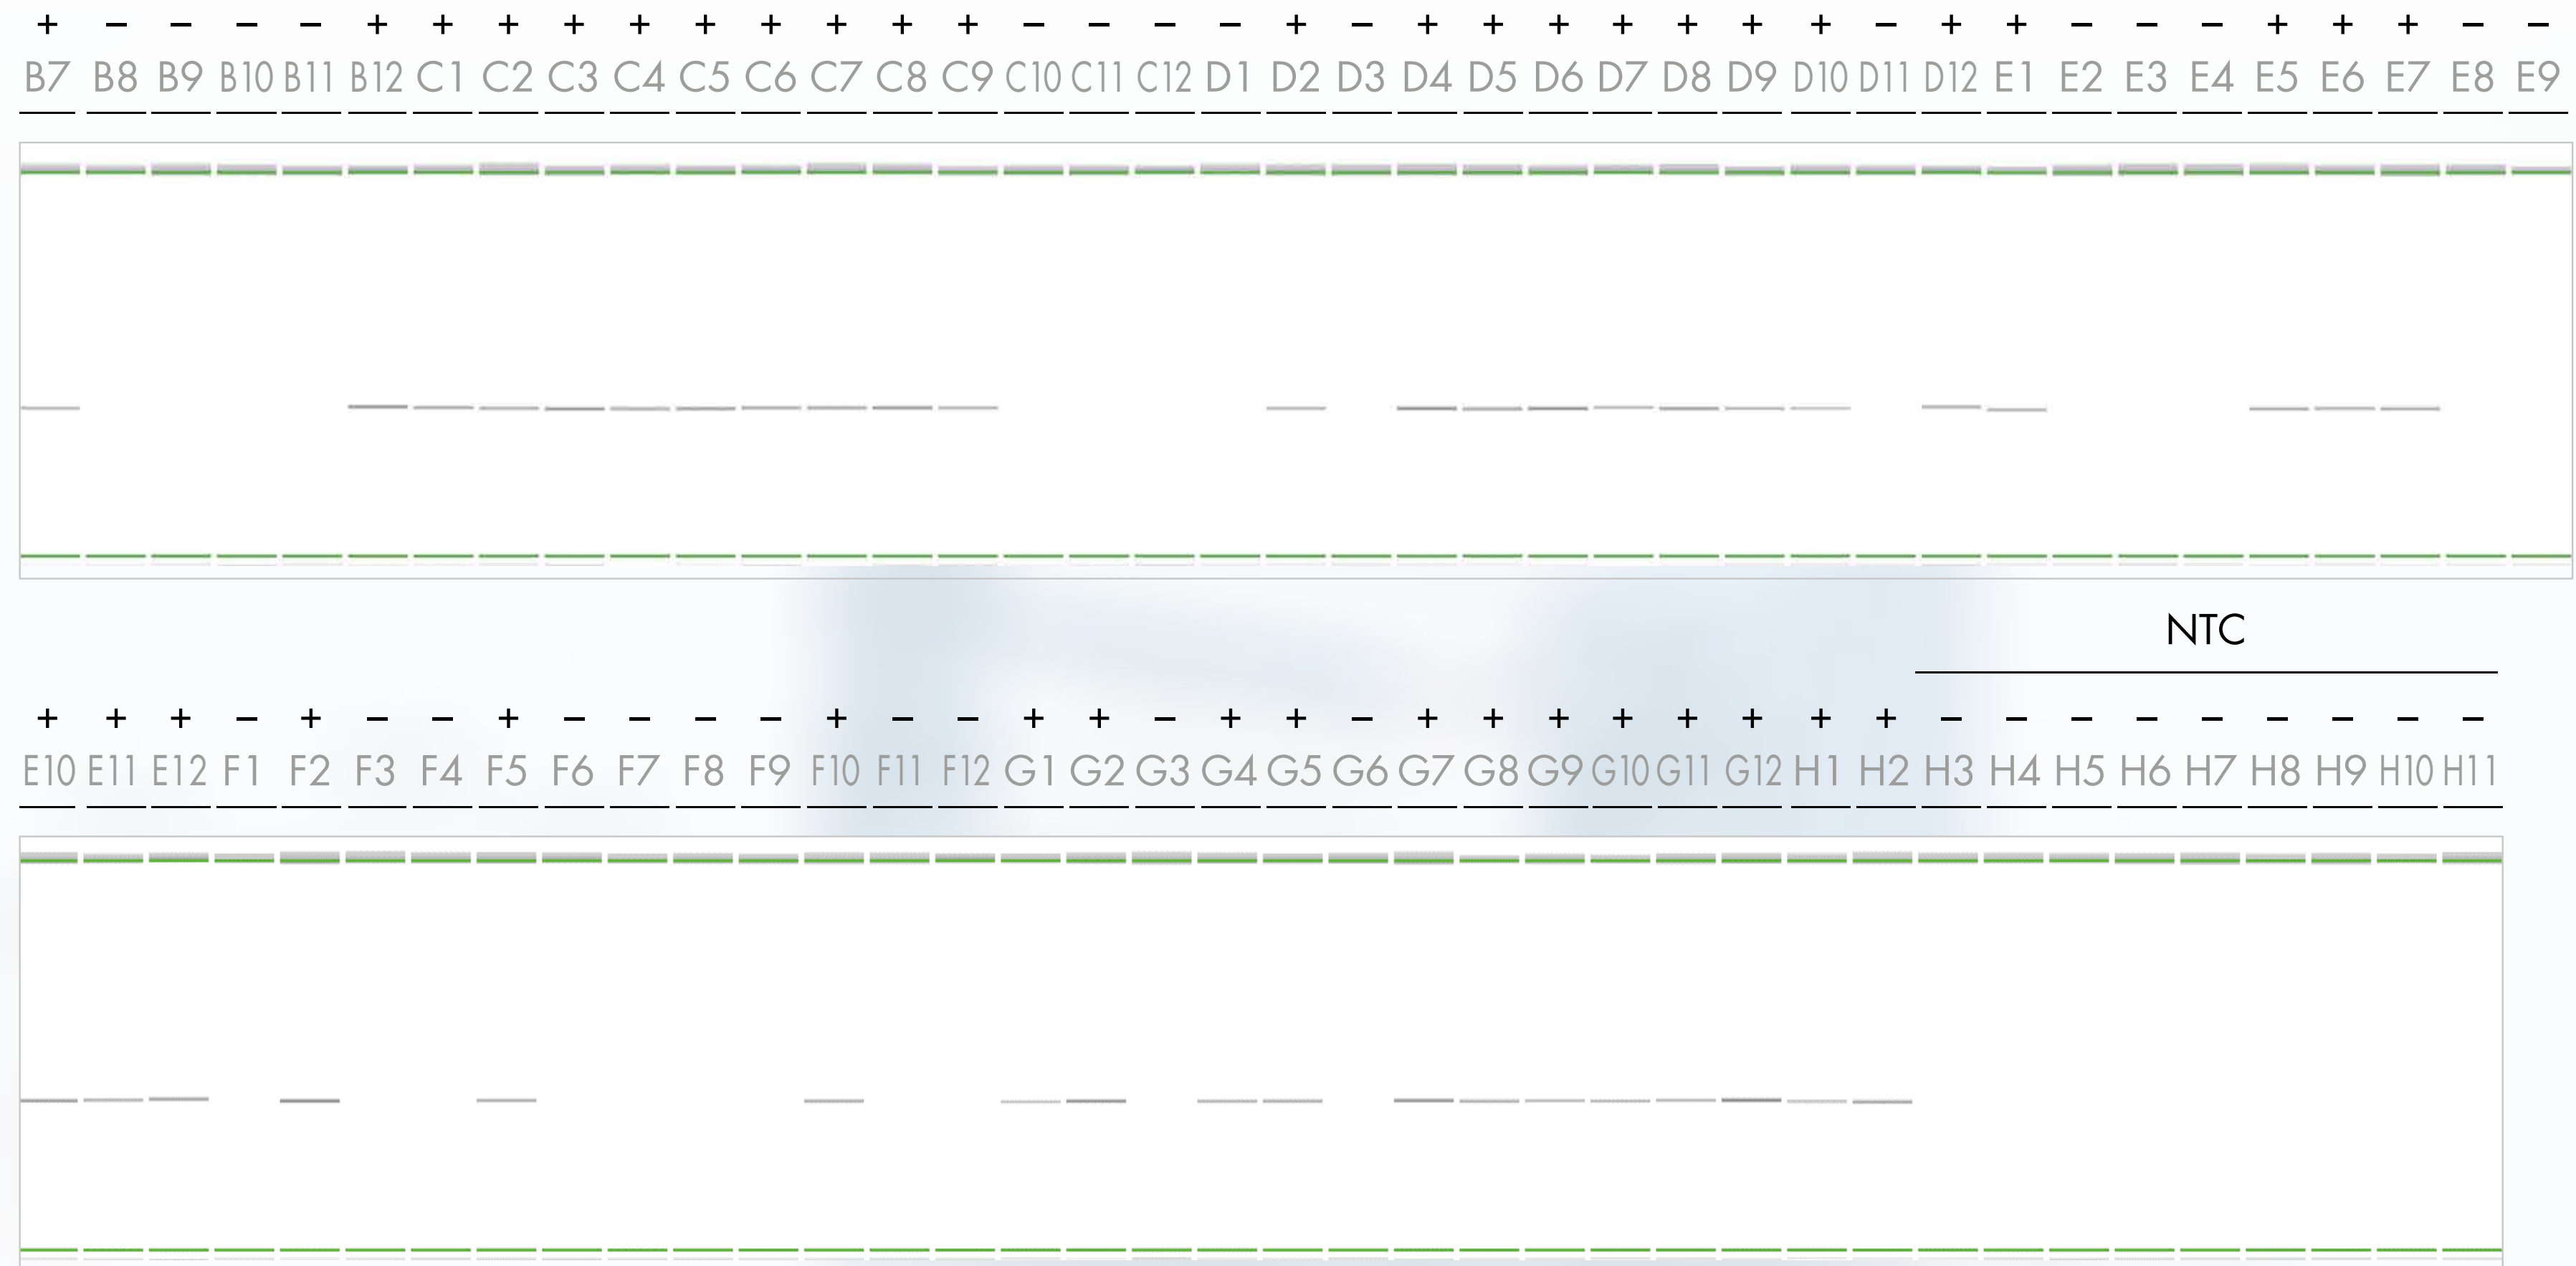 + − − − − + + + + + + + + + + − − − − + − + + + + + + + − + + − − − + + + − −
B7 B8 B9 B10 B11 B12 C1 C2 C3 C4 C5 C6 C7 C8 C9 C10 C11 C12 D1 D2 D3 D4 D5 D6 D7 D8 D9 D10 D11 D12 E1 E2 E3 E4 E5 E6 E7 E8 E9
NTC
+ + + − + − − + − − − − + − − + + − + + − + + + + + + + + − − − − − − − − −
E10 E11 E12 F1 F2 F3 F4 F5 F6 F7 F8 F9 F10 F11 F12 G1 G2 G3 G4 G5 G6 G7 G8 G9 G10 G11 G12 H1 H2 H3 H4 H5 H6 H7 H8 H9 H10 H11